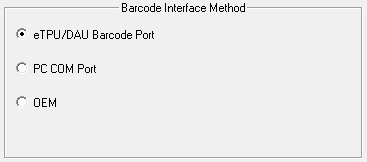 Barcode Interface Method
eTPU/DAU Barcode Port
PC COM Port
OEM